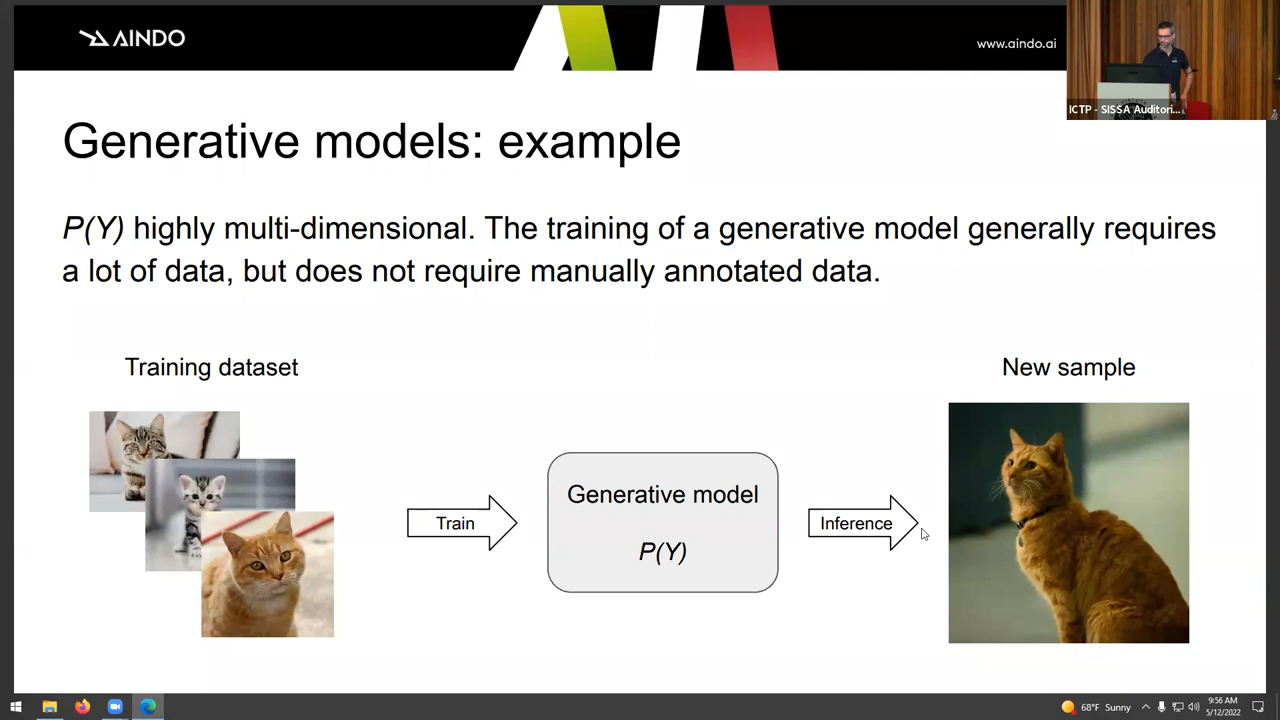 AINDO
www.aindo.ai
ICTP - SISSA Auditori...
Generative models: example
P(Y) highly multi-dimensional. The training of a generative model generally requires
a lot of data, but does not require manually annotated data.
Training dataset
New sample
Train
Generative model
P(Y)
Inference
68°F Sunny
9:56 AM
5/12/2022